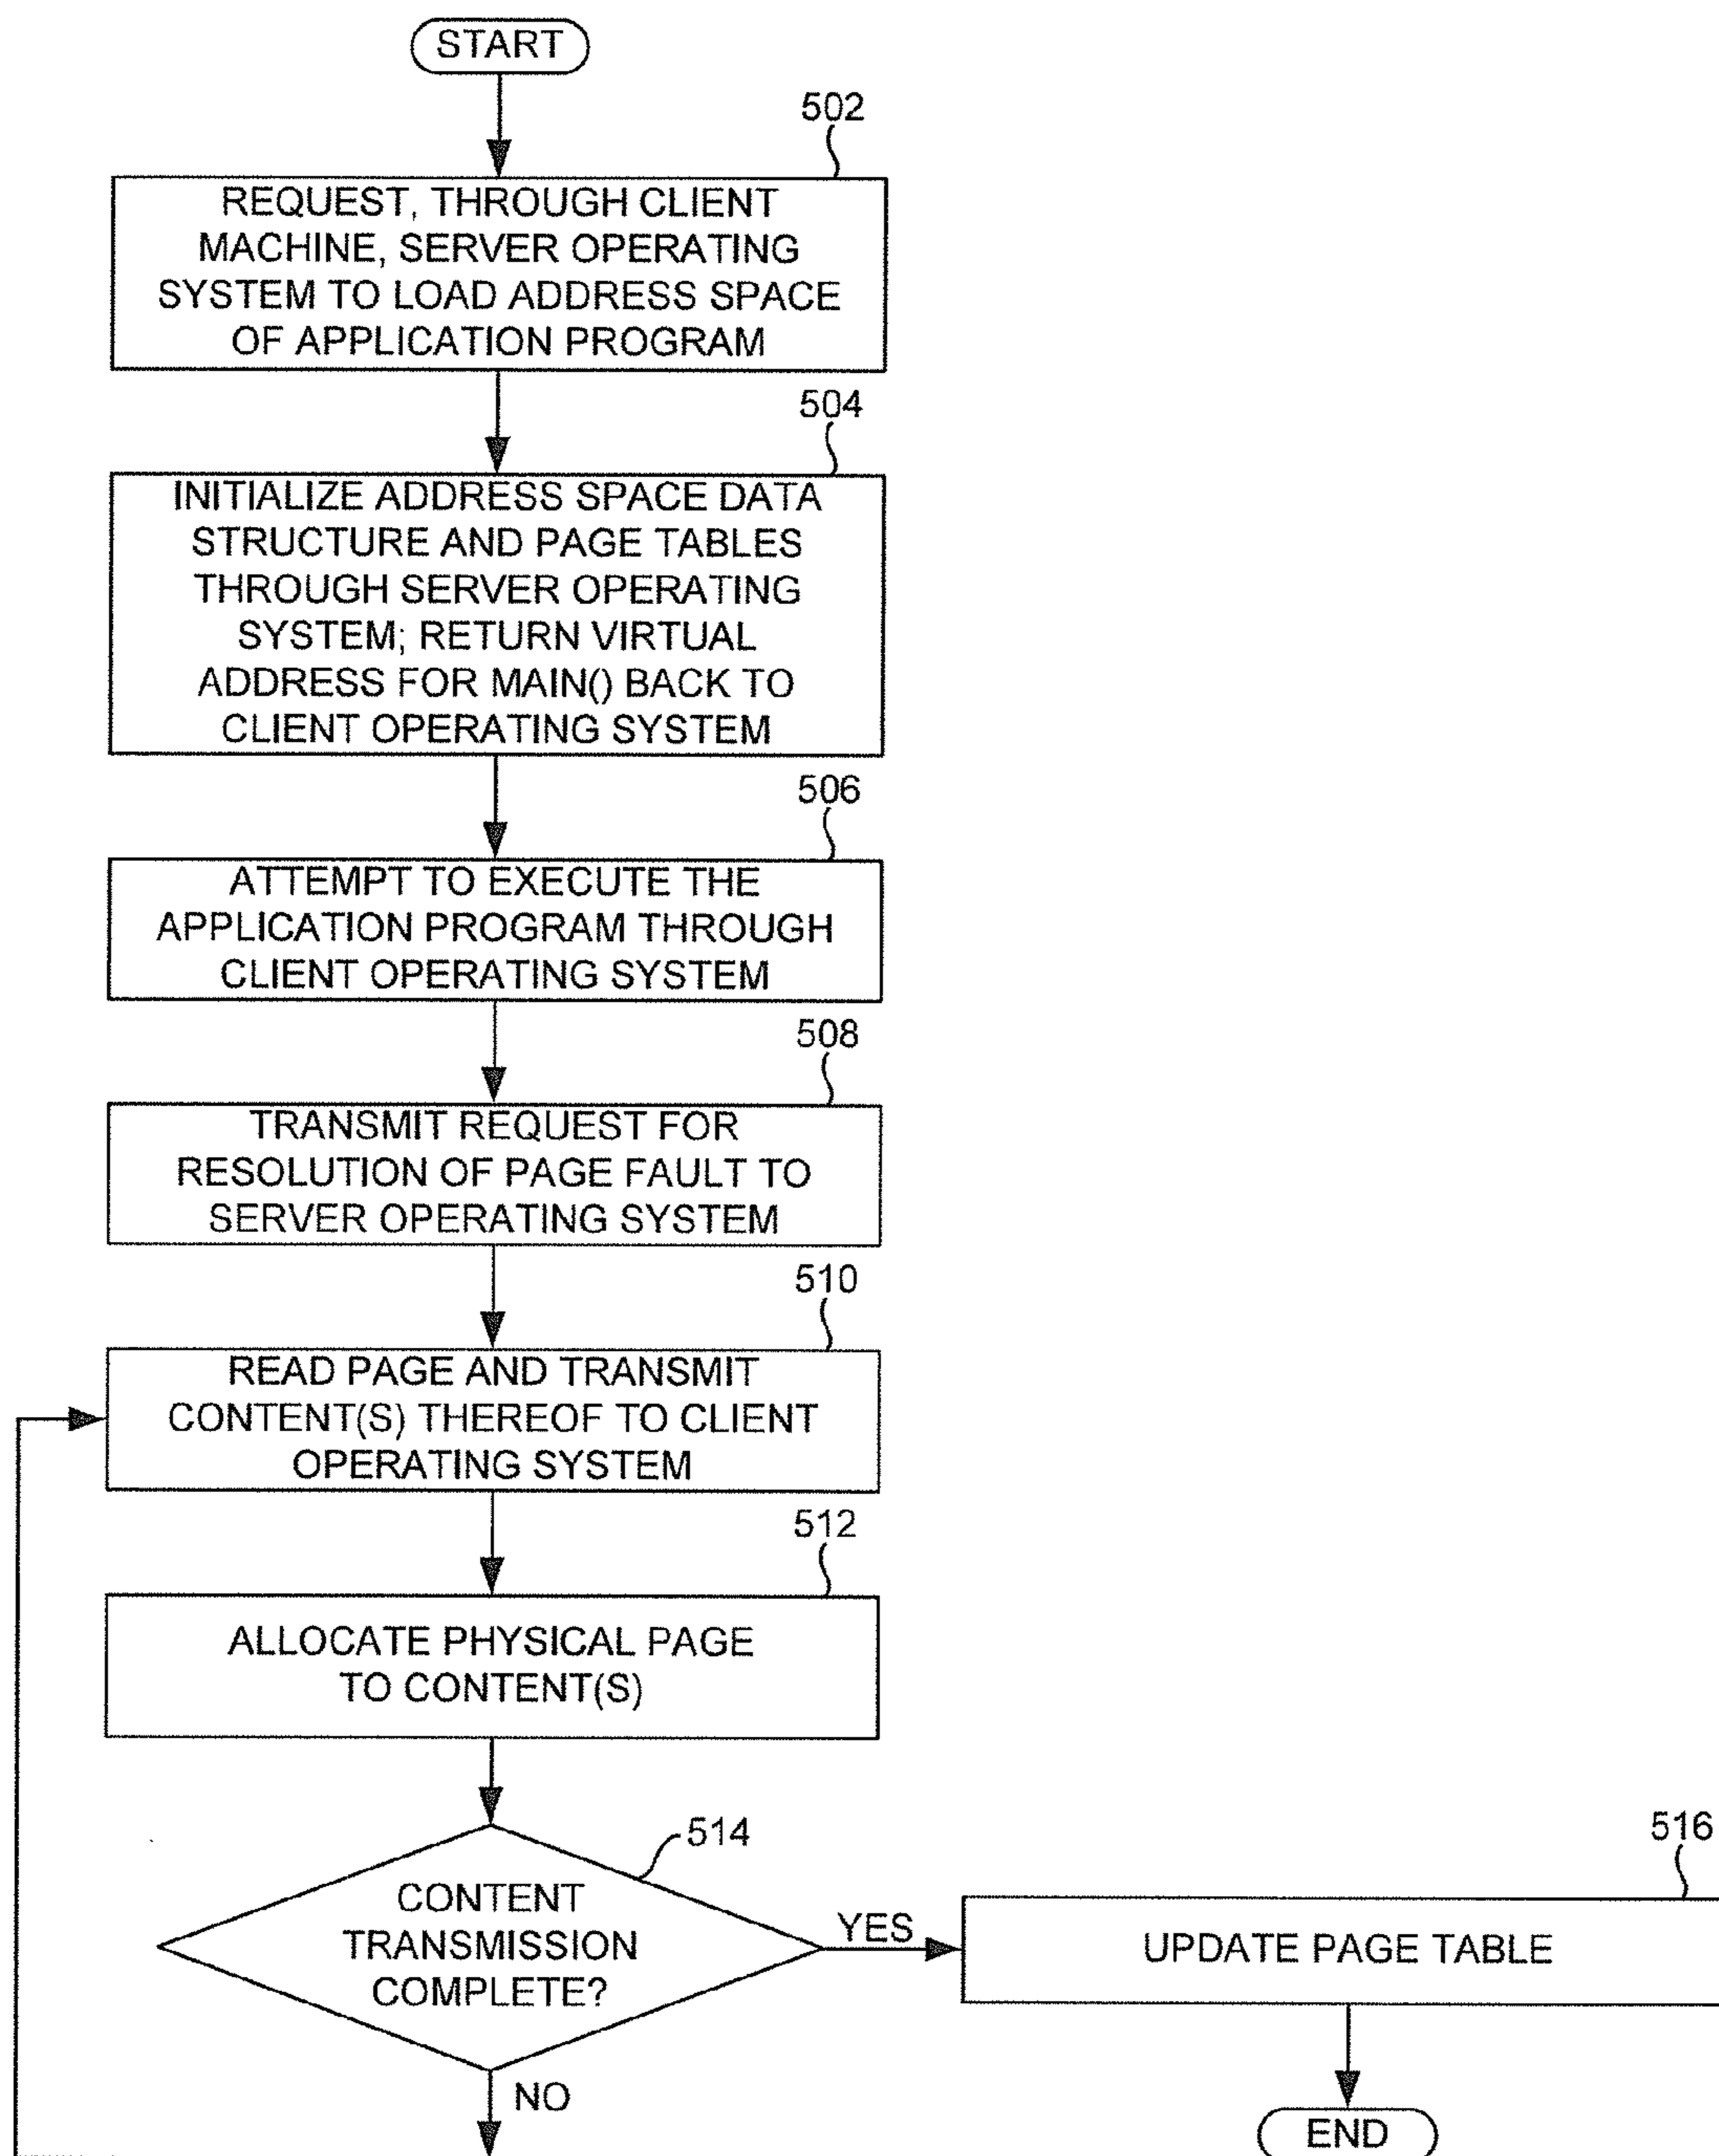 START
502
REQUEST, THROUGH CLIENT
MACHINE, SERVER OPERATING
SYSTEM TO LOAD ADDRESS SPACE
OF APPLICATION PROGRAM
504
INITIALIZE ADDRESS SPACE DATA
STRUCTURE AND PAGE TABLES
THROUGH SERVER OPERATING
SYSTEM; RETURN VIRTUAL
ADDRESS FOR MAIN() BACK TO
CLIENT OPERATING SYSTEM
506
ATTEMPT TO EXECUTE THE
APPLICATION PROGRAM THROUGH
CLIENT OPERATING SYSTEM
508
TRANSMIT REQUEST FOR
RESOLUTION OF PAGE FAULT TO
SERVER OPERATING SYSTEM
510
READ PAGE AND TRANSMIT
CONTENT(S) THEREOF TO CLIENT
OPERATING SYSTEM
512
ALLOCATE PHYSICAL PAGE
TO CONTENT(S)
514
CONTENT
TRANSMISSION
COMPLETE?
YES
516
UPDATE PAGE TABLE
NO
END